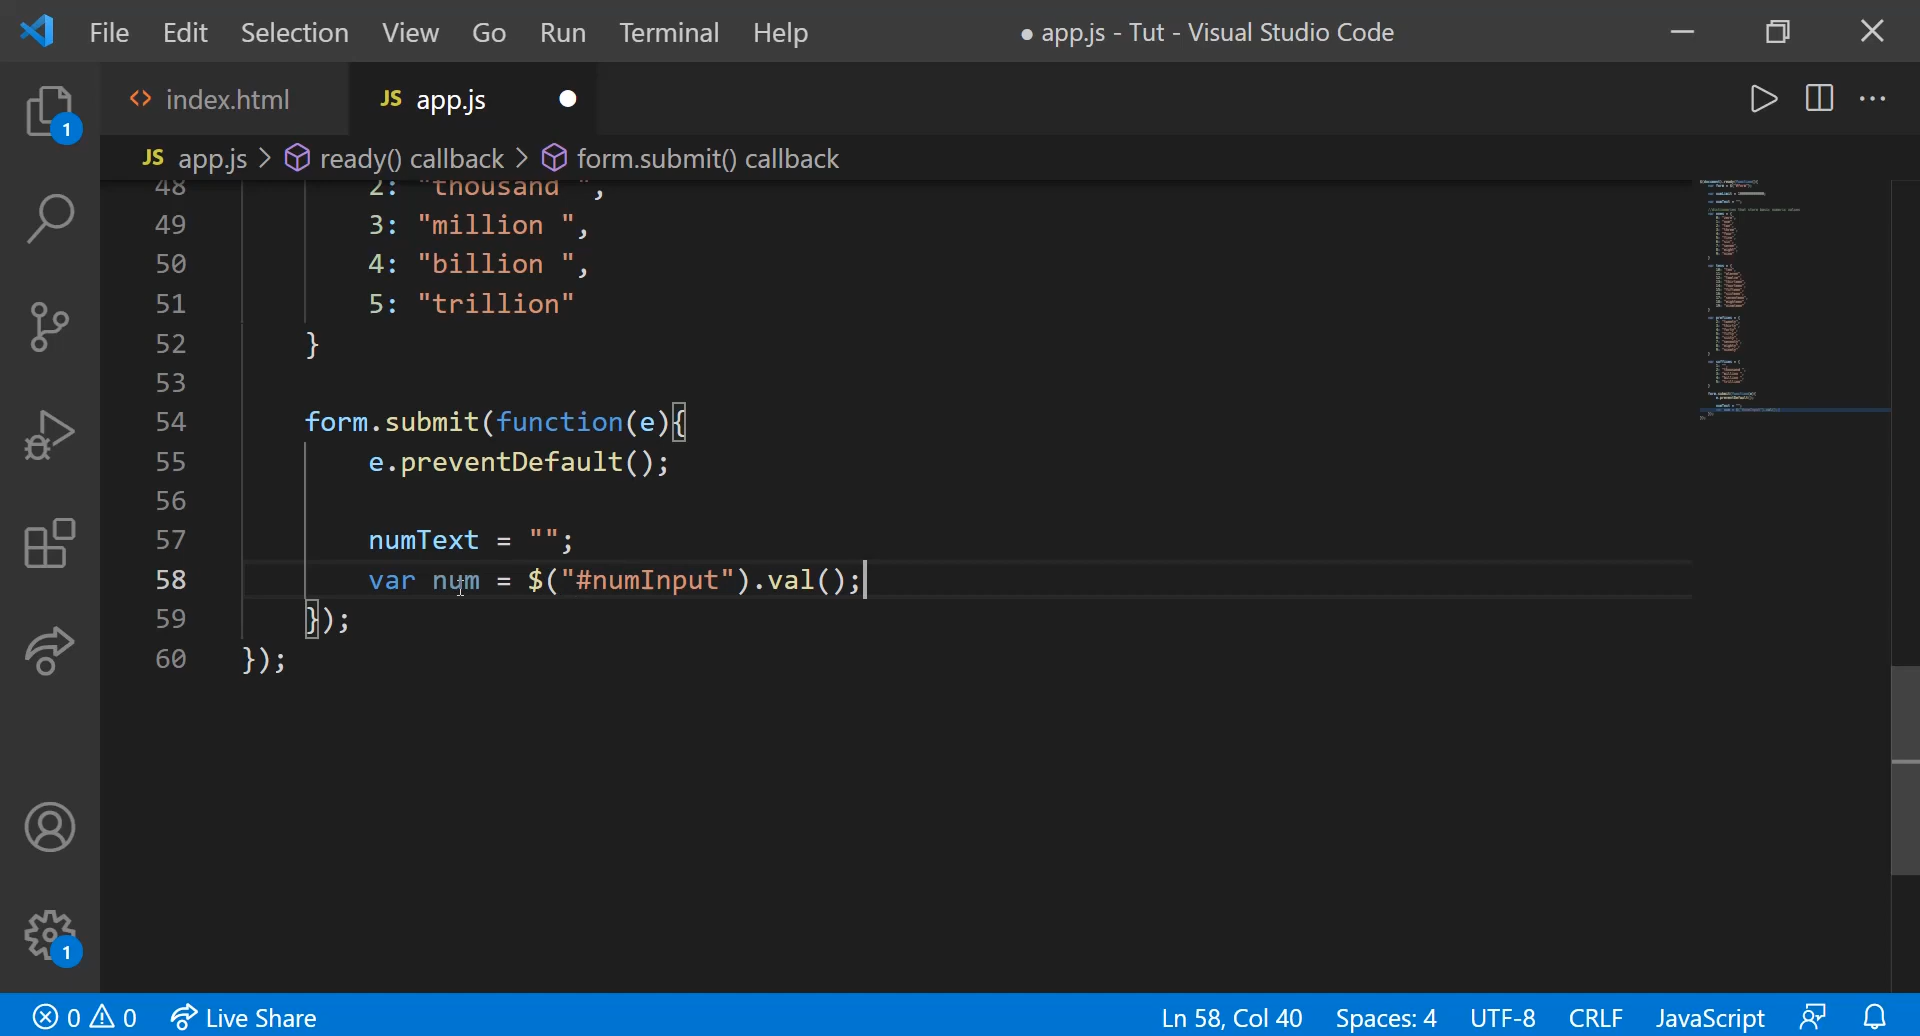 File Edit Selection View Go Run Terminal Help ● app.js - Tut - Visual Studio Code
index.html JS app.js
JS app.js > ready() callback > form.submit() callback
48 2: "thousand ",
49 3: "million ",
50 4: "billion ",
51 5: "trillion"
52 }
53
54 form.submit(function(e){
55 e.preventDefault();
56
57 numText = "";
58 var num = $("#numInput").val();
59 });
60 });
1
1
0 0 Live Share Ln 58, Col 40 Spaces: 4 UTF-8 CRLF JavaScript